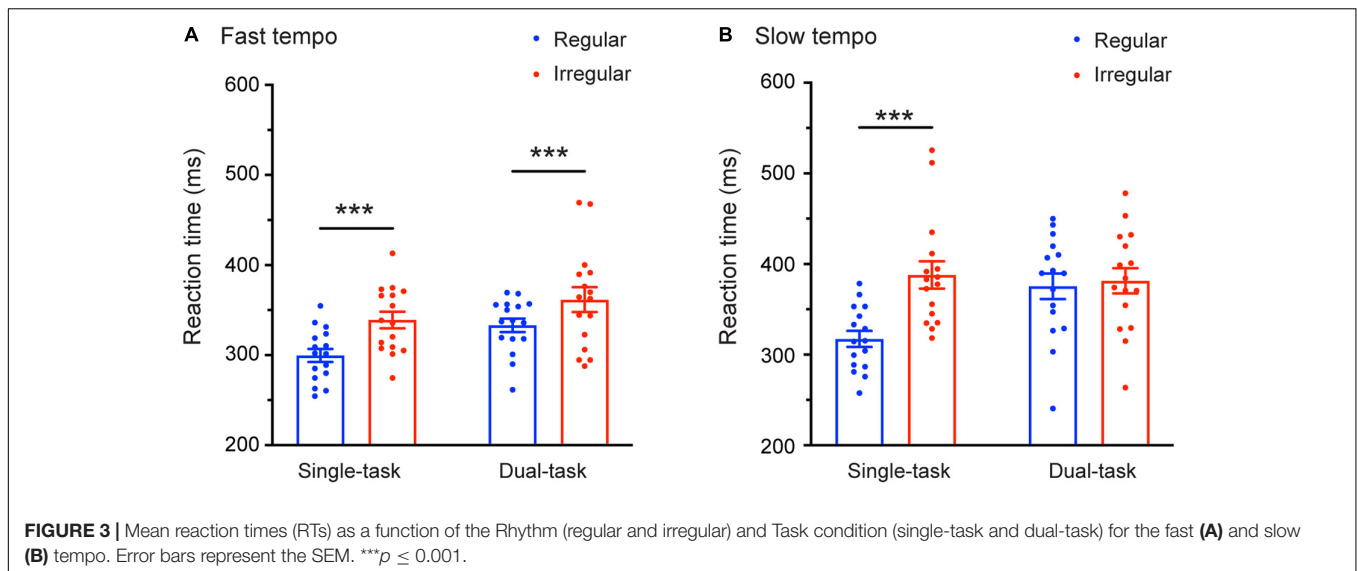 A Fast tempo
Regular
Irregular
600
500
400
300
200
Reaction time (ms)
***
***
Single-task
Dual-task
B Slow tempo
Regular
Irregular
600
500
400
300
200
Reaction time (ms)
***
Single-task
Dual-task
FIGURE 3 | Mean reaction times (RTs) as a function of the Rhythm (regular and irregular) and Task condition (single-task and dual-task) for the fast (A) and slow
(B) tempo. Error bars represent the SEM. ***p ≤ 0.001.